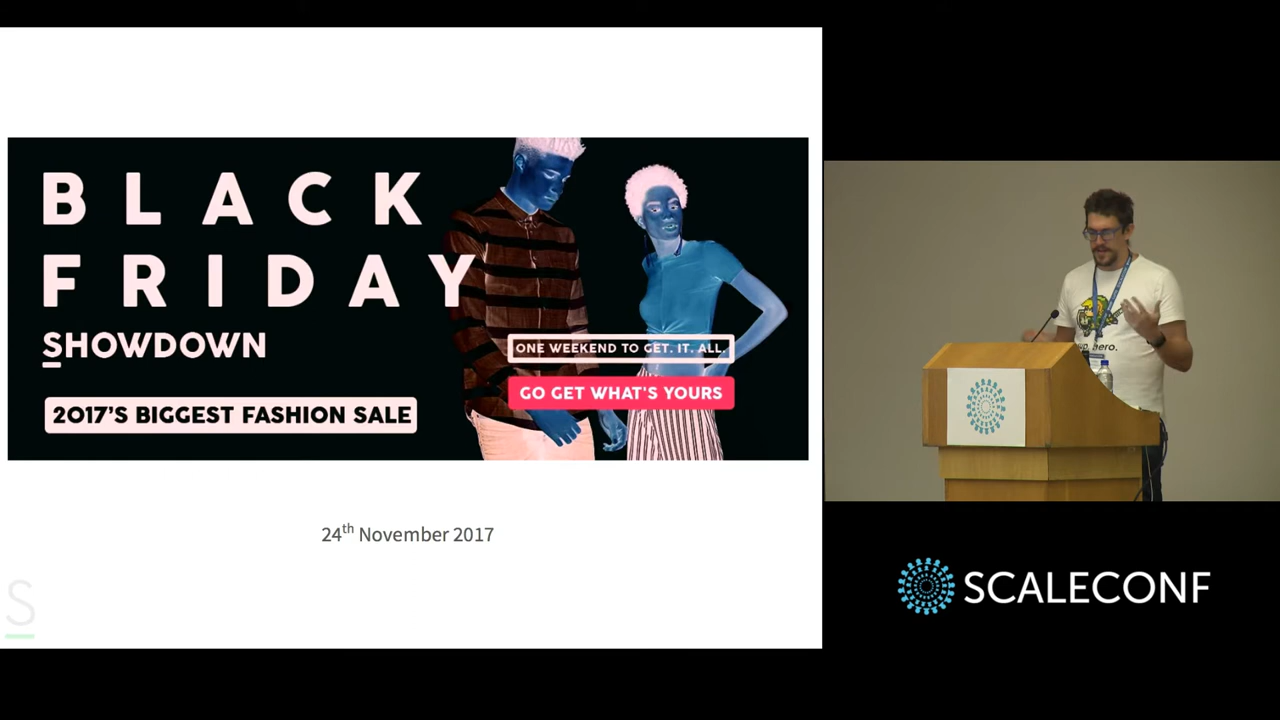 BLACK
FRIDAY
SHOWDOWN
2017'S BIGGEST FASHION SALE
ONE WEEKEND TO GET. IT. ALL.
GO GET WHAT'S YOURS
24th November 2017
S
SCALECONF